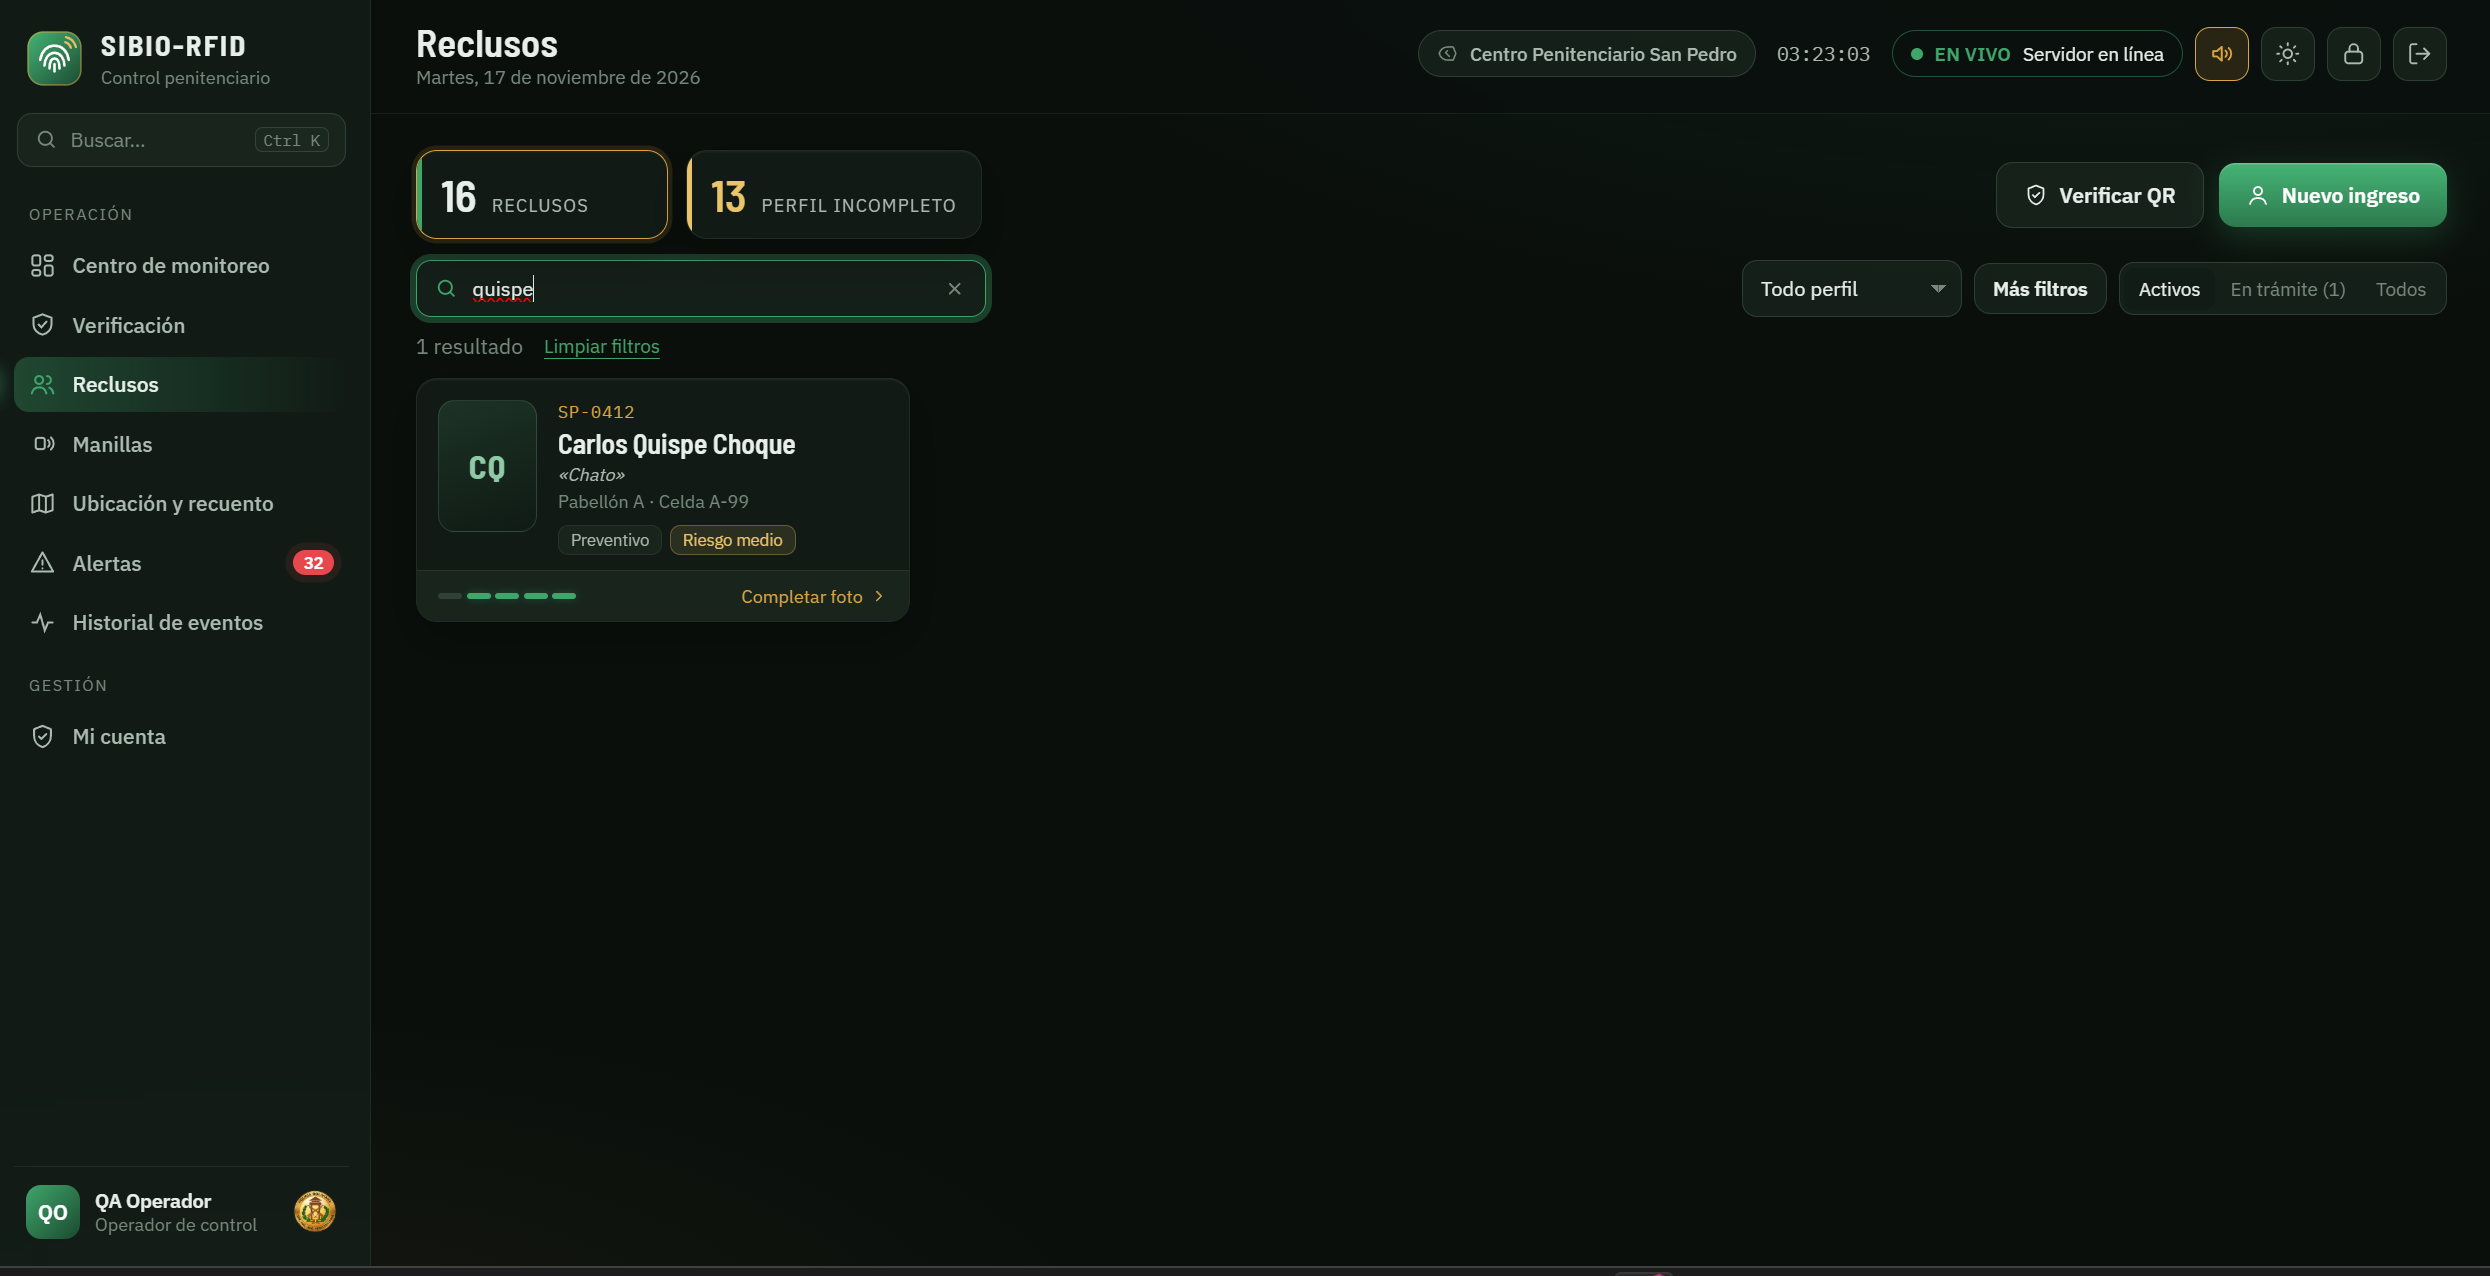 SIBIO-RFID
Control penitenciario
Buscar...
Ctrl K
OPERACIÓN
Centro de monitoreo
Verificación
Reclusos
Manillas
Ubicación y recuento
Alertas
32
Historial de eventos
GESTIÓN
Mi cuenta
QO
QA Operador
Operador de control
Reclusos
Martes, 17 de noviembre de 2026
Centro Penitenciario San Pedro
03:23:03
EN VIVO Servidor en línea
16 RECLUSOS
13 PERFIL INCOMPLETO
Verificar QR
Nuevo ingreso
quispe
Todo perfil
Más filtros
Activos
En trámite (1)
Todos
1 resultado
Limpiar filtros
CQ
SP-0412
Carlos Quispe Choque
«Chato»
Pabellón A · Celda A-99
Preventivo
Riesgo medio
Completar foto